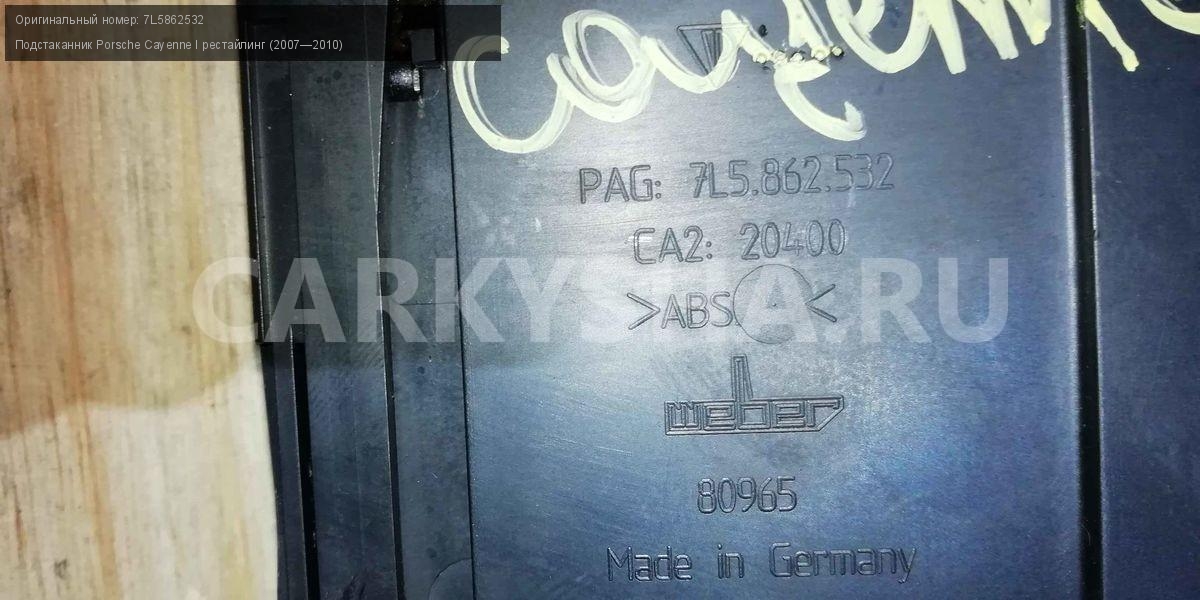 Оригинальный номер: 7L5862532
Подстаканник Porsche Cayenne I рестайлинг (2007—2010)
PAG: 7L5.862.532
CA2: 20400
>ABS <
CARKYSHA.RU
weber
80965
Made in Germany